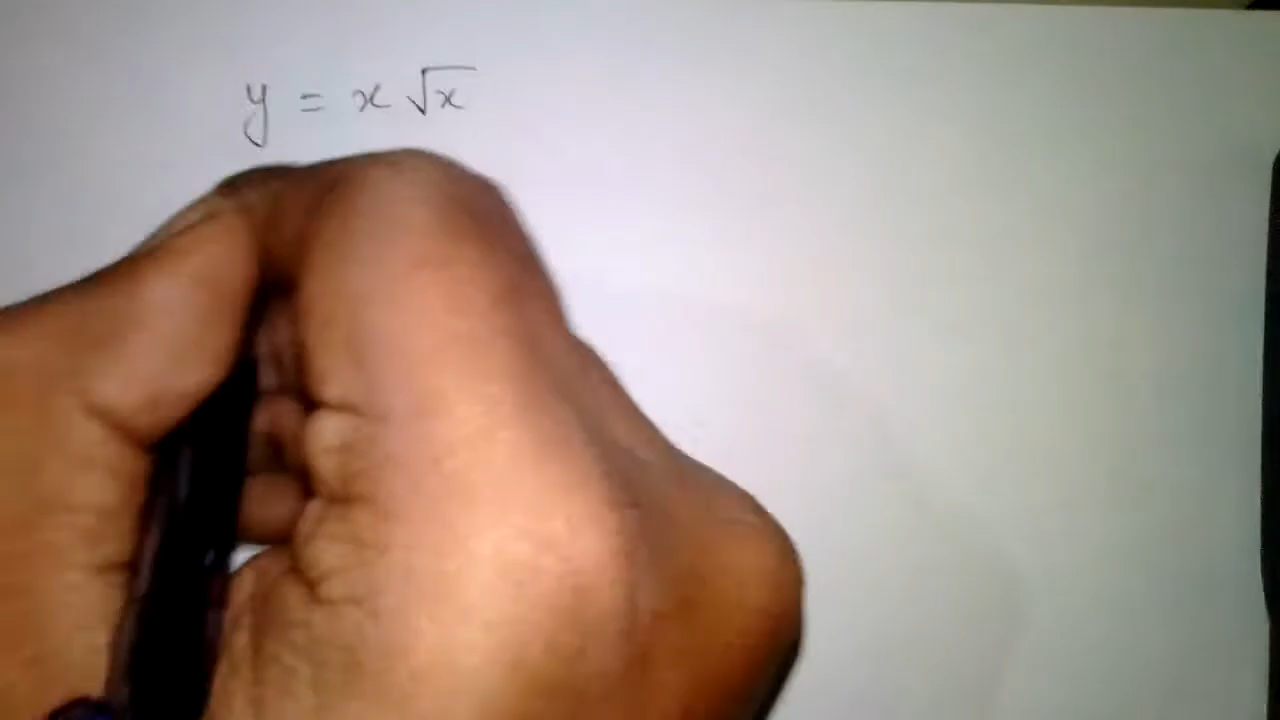 y = x √x